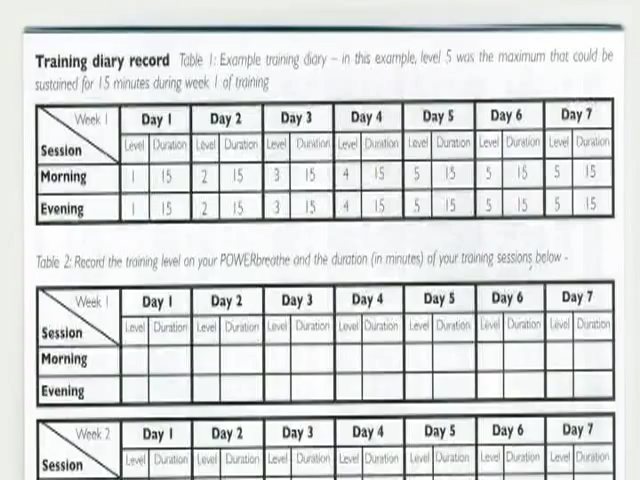 Training diary record Table 1: Example training diary – in this example, level 5 was the maximum that could be
sustained for 15 minutes during week 1 of training
Week 1 Day 1 Day 2 Day 3 Day 4 Day 5 Day 6 Day 7
Session Level Duration Level Duration Level Duration Level Duration Level Duration Level Duration Level Duration
Morning 1 15 2 15 3 15 4 15 5 15 5 15 5 15
Evening 1 15 2 15 3 15 4 15 5 15 5 15 5 15
Table 2: Record the training level on your POWERbreathe and the duration (in minutes) of your training sessions below -
Week 1 Day 1 Day 2 Day 3 Day 4 Day 5 Day 6 Day 7
Session Level Duration Level Duration Level Duration Level Duration Level Duration Level Duration Level Duration
Morning
Evening
Week 2 Day 1 Day 2 Day 3 Day 4 Day 5 Day 6 Day 7
Session Level Duration Level Duration Level Duration Level Duration Level Duration Level Duration Level Duration